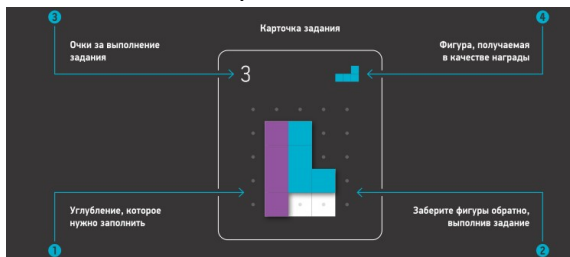 3
4
Карточка задания
Очки за выполнение
задания
Фигура, получаемая
в качестве награды
3
Углубление, которое
нужно заполнить
Заберите фигуры обратно,
выполнив задание
1
2